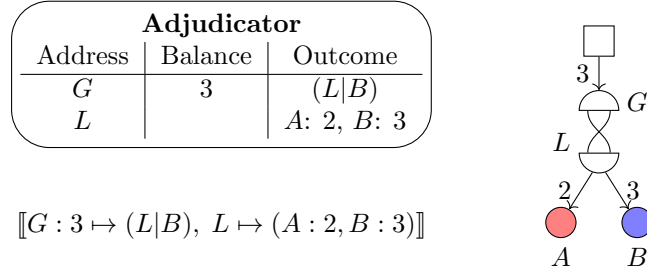 Adjudicator
Address Balance Outcome
G 3 (L|B)
L A: 2, B: 3
⟦G : 3 ↦ (L|B), L ↦ (A : 2, B : 3)⟧
3
G
L
2 3
A B